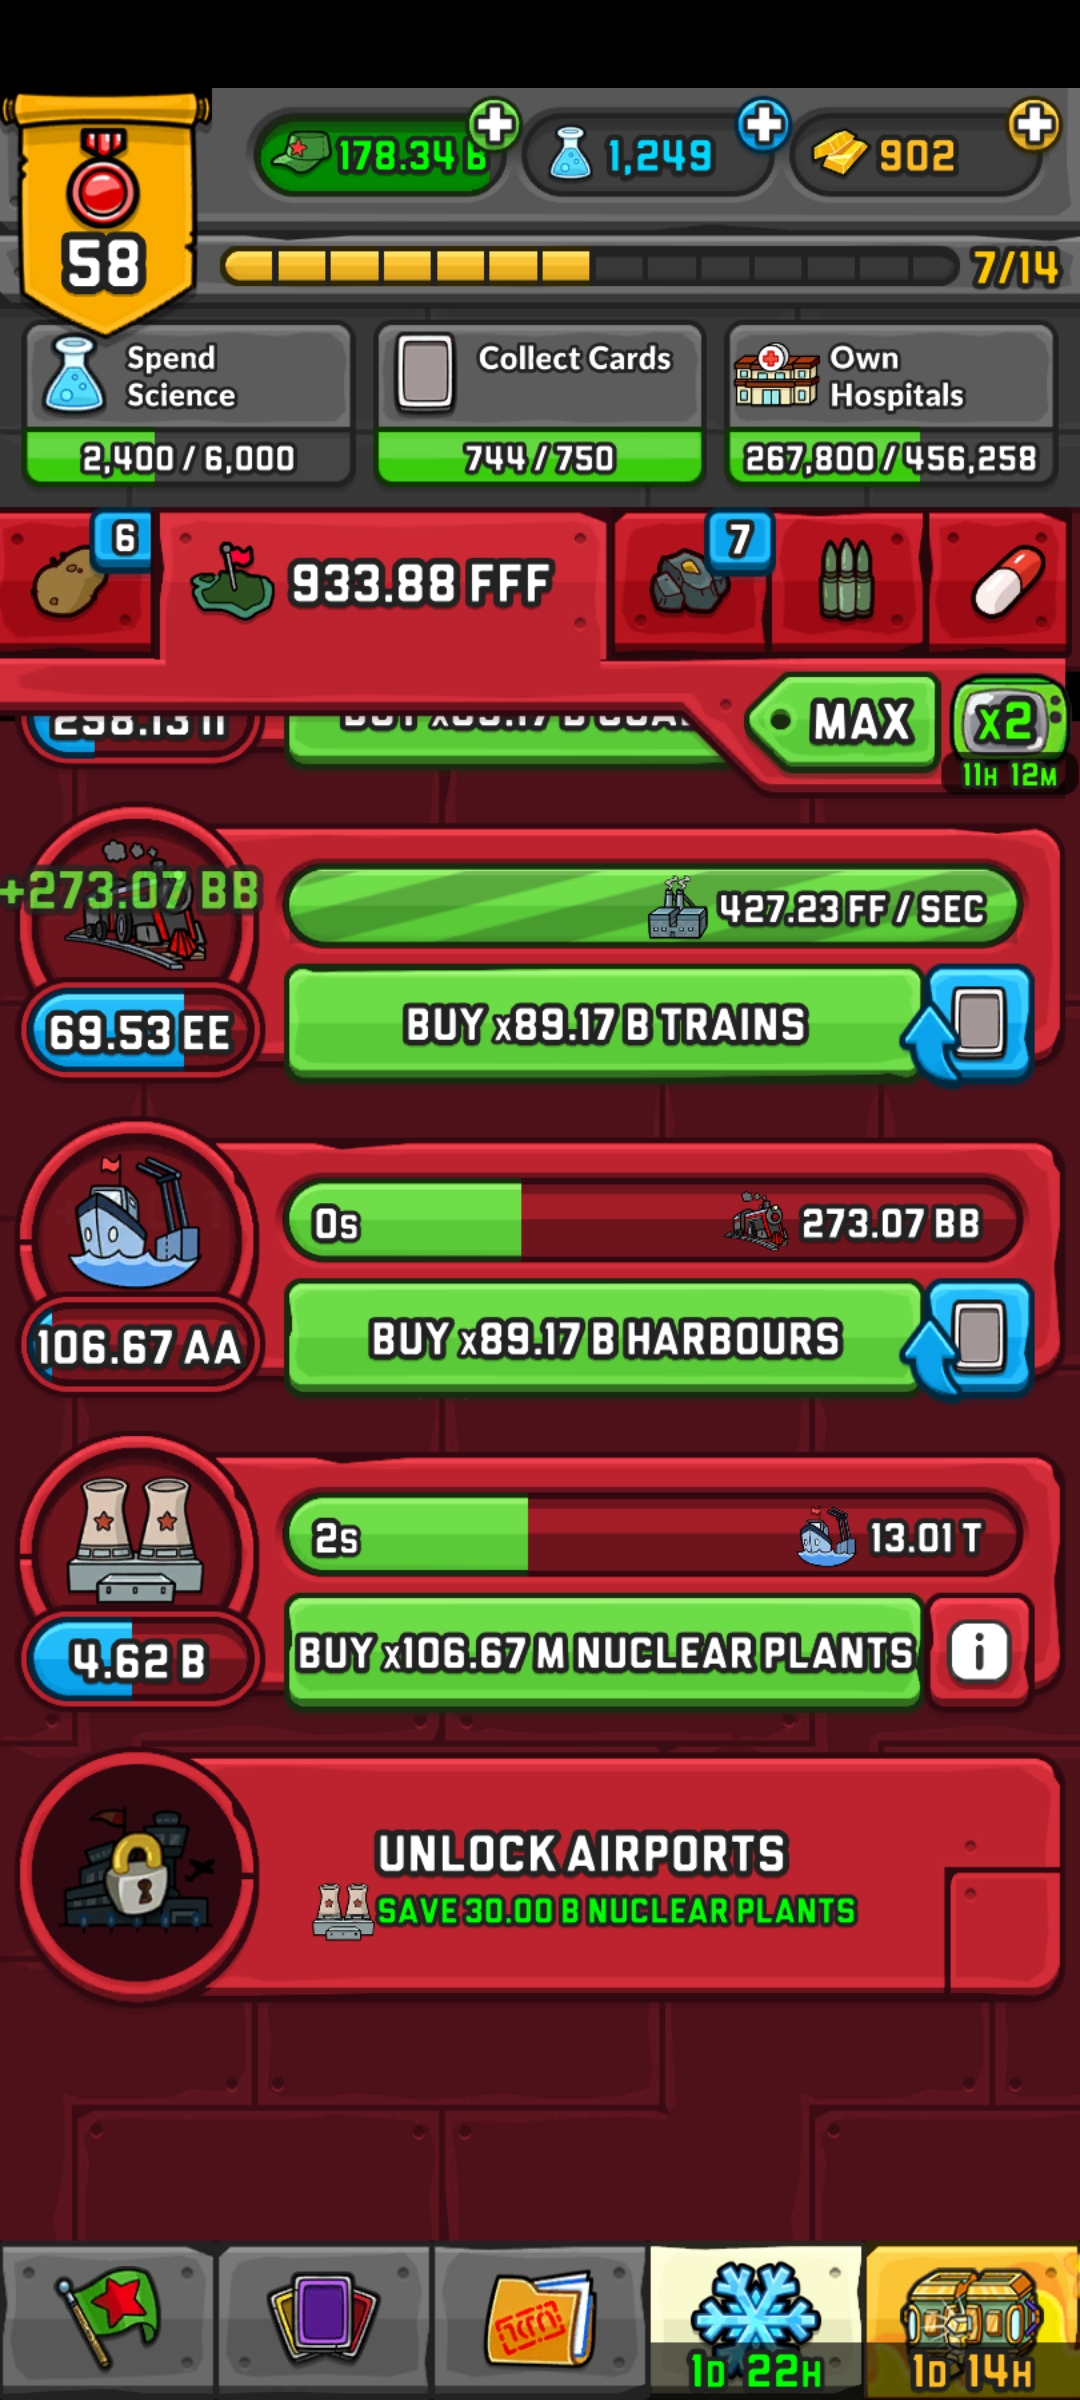 178.34 B
1,249
902
58
7/14
Spend
Science
2,400 / 6,000
Collect Cards
744 / 750
Own
Hospitals
267,800 / 456,258
6
933.88 FFF
7
MAX
x2
11H 12M
+273.07 BB
427.23 FF / SEC
69.53 EE
BUY x89.17 B TRAINS
0s
273.07 BB
106.67 AA
BUY x89.17 B HARBOURS
2s
13.01 T
4.62 B
BUY x106.67 M NUCLEAR PLANTS
i
UNLOCK AIRPORTS
SAVE 30.00 B NUCLEAR PLANTS
1D 22H
1D 14H